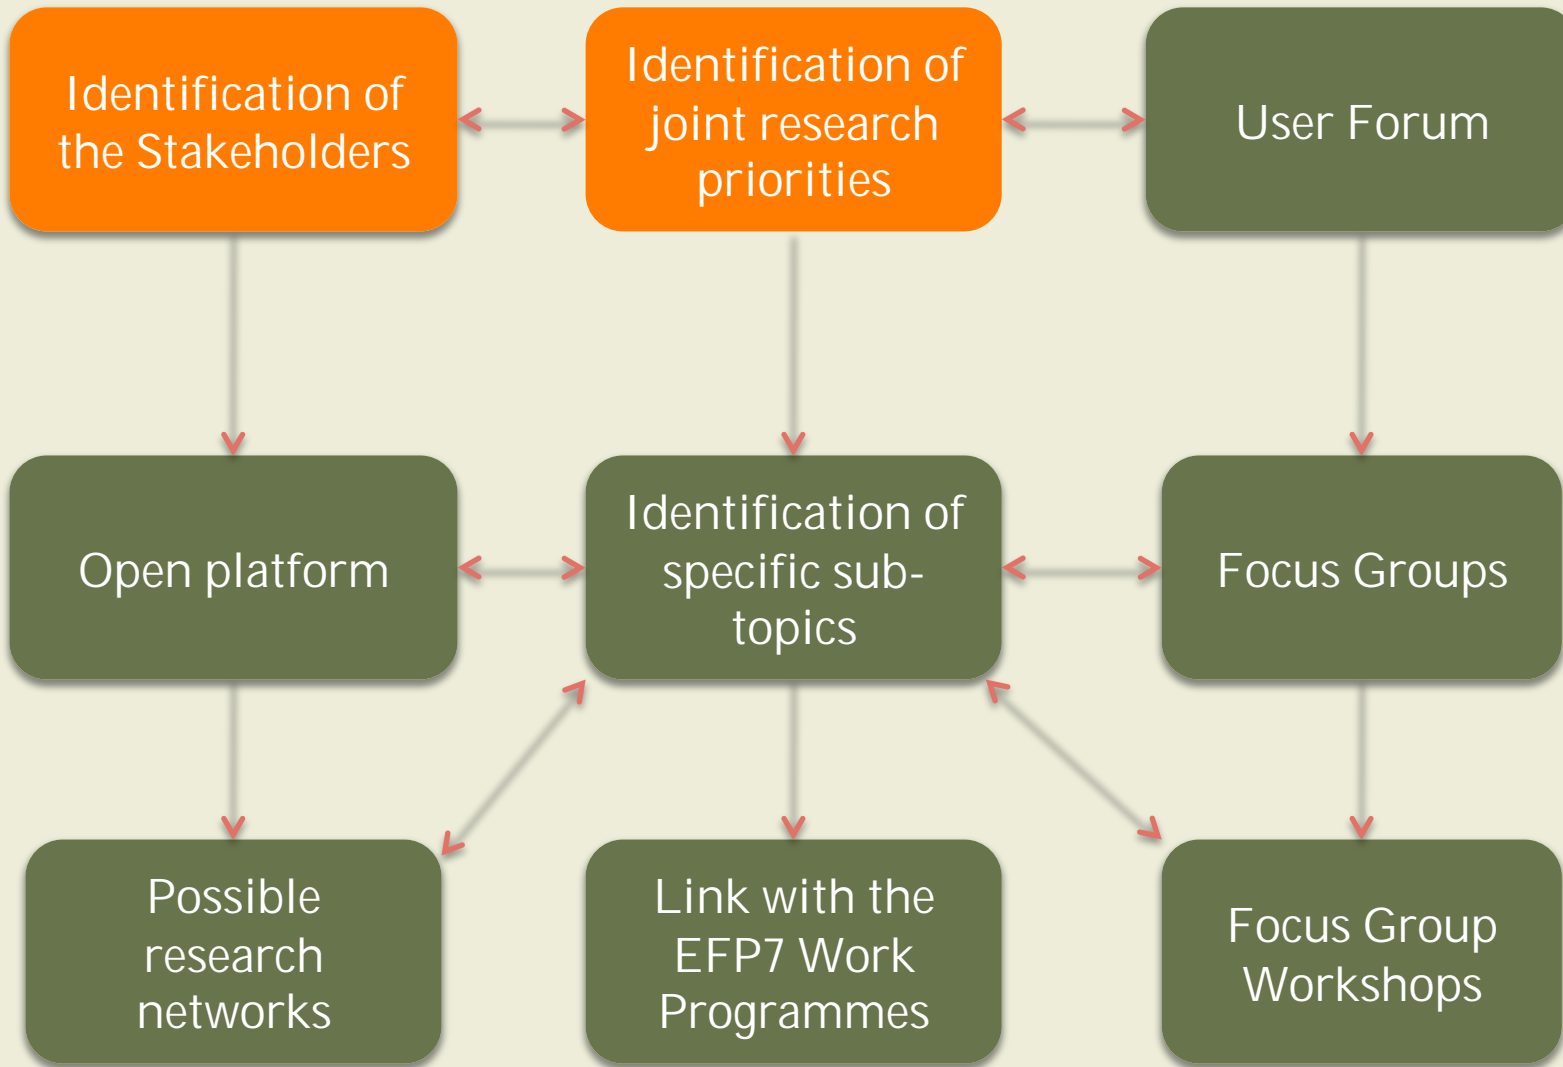 Identification of
the Stakeholders
Identification of
joint research
priorities
User Forum
Open platform
Identification of
specific sub-
topics
Focus Groups
Possible
research
networks
Link with the
EFP7 Work
Programmes
Focus Group
Workshops